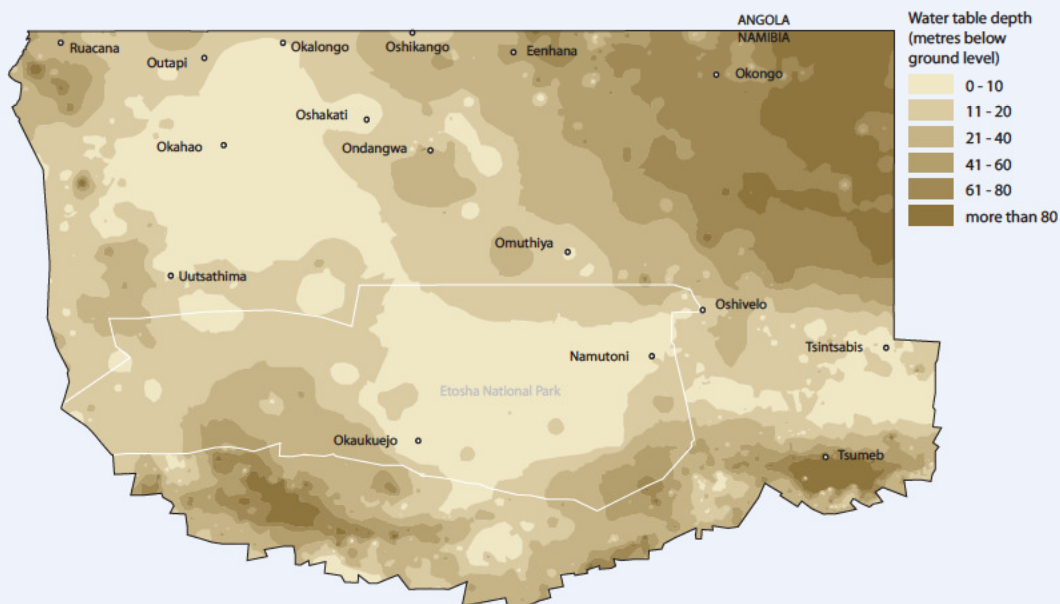 ANGOLA
NAMIBIA
Water table depth
(metres below
ground level)
0 - 10
11 - 20
21 - 40
41 - 60
61 - 80
more than 80
Ruacana
Outapi
Okalongo
Oshikango
Eenhana
Okongo
Oshakati
Okahao
Ondangwa
Omuthiya
Uutsathima
Oshivelo
Tsintsabis
Namutoni
Etosha National Park
Okaukuejo
Tsumeb